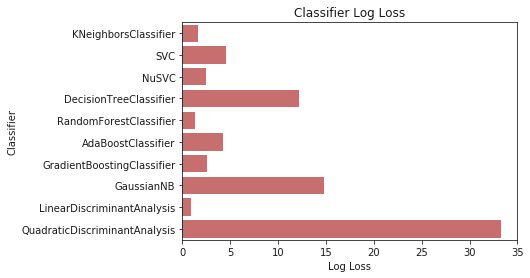 Classifier Log Loss
Classifier
KNeighborsClassifier
SVC
NuSVC
DecisionTreeClassifier
RandomForestClassifier
AdaBoostClassifier
GradientBoostingClassifier
GaussianNB
LinearDiscriminantAnalysis
QuadraticDiscriminantAnalysis
0 5 10 15 20 25 30 35
Log Loss